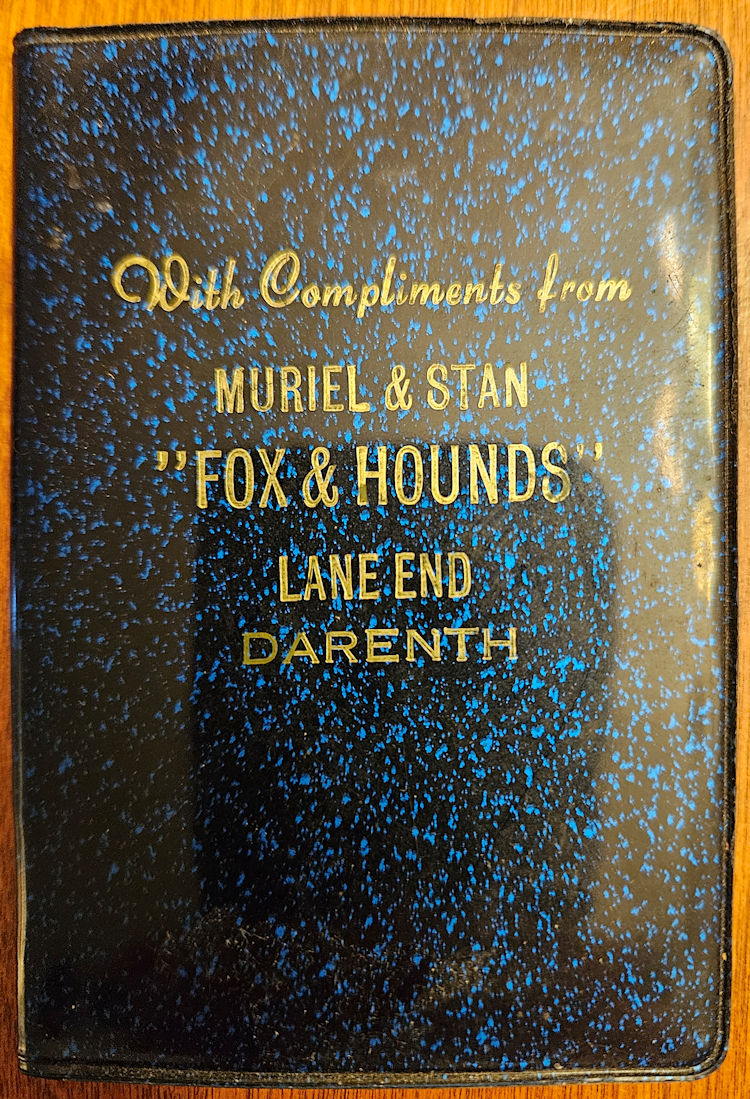 With Compliments from
MURIEL & STAN
"FOX & HOUNDS"
LANE END
DARENTH